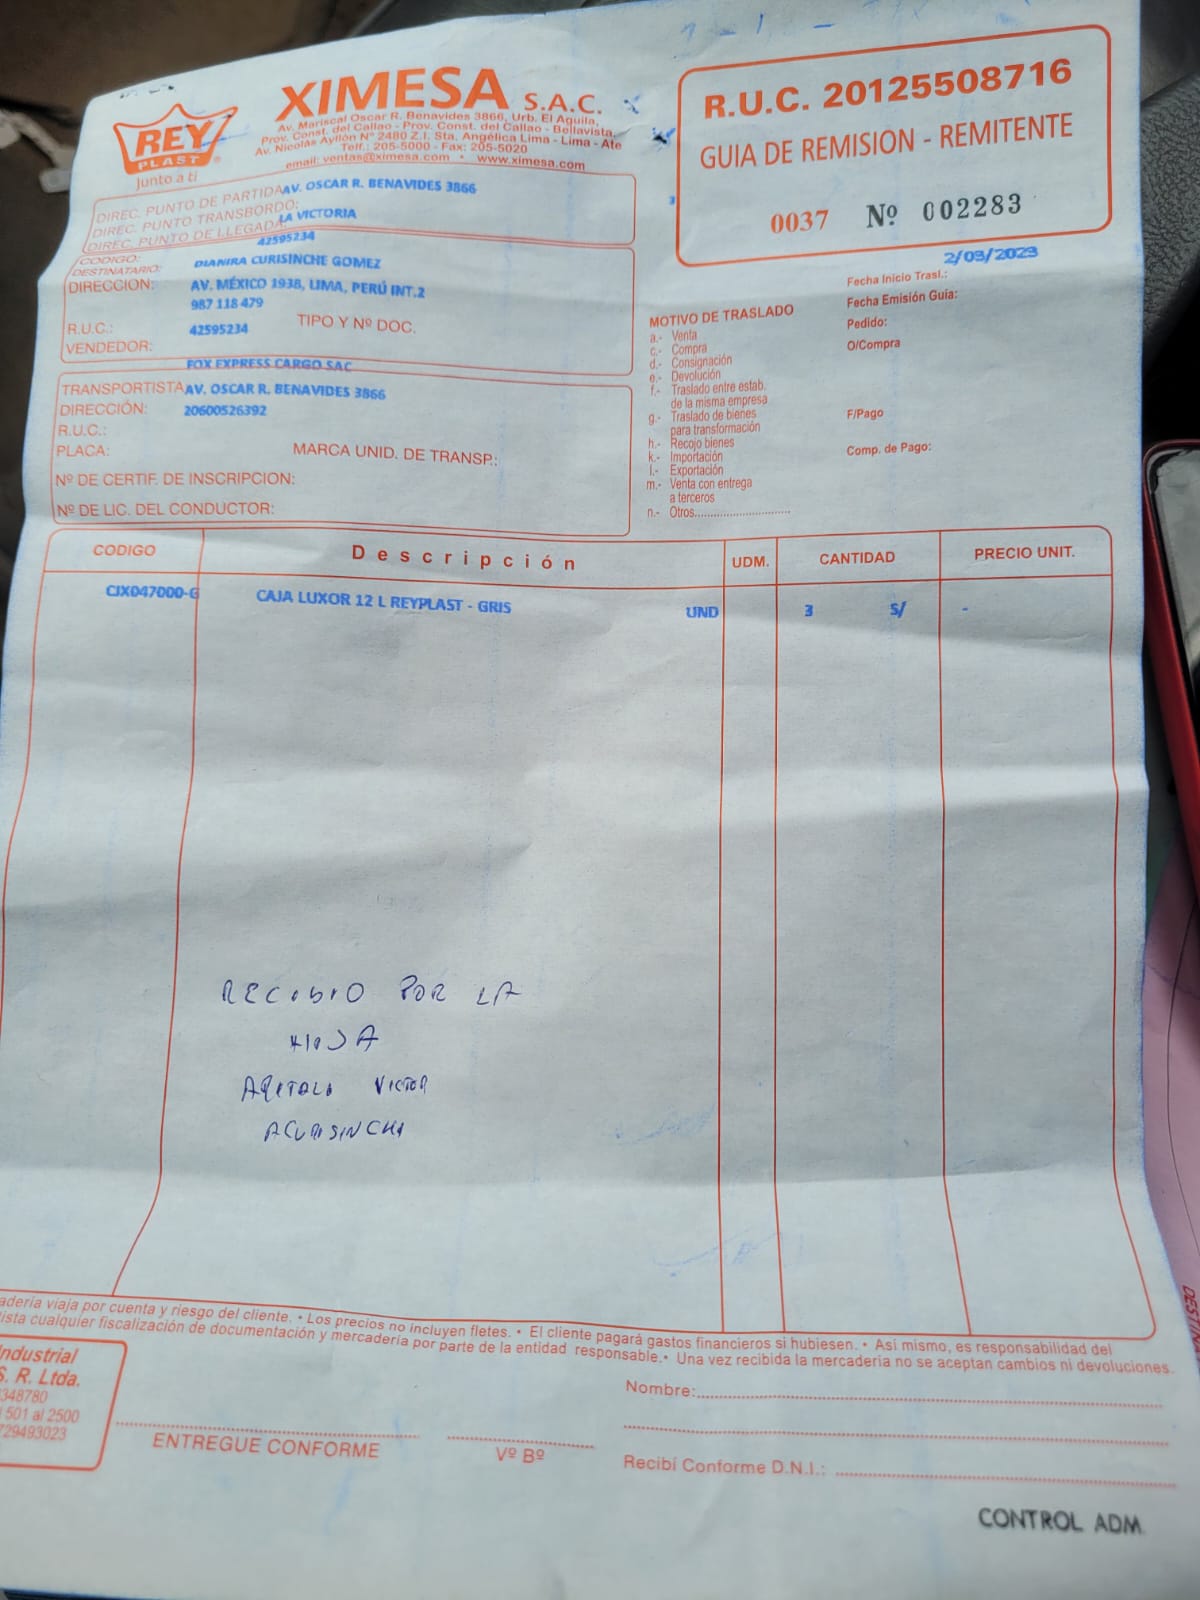 REY
PLAST
®
Junto a ti
XIMESA S.A.C.
Av. Mariscal Oscar R. Benavides 3866, Urb. El Aguila,
Prov. Const. del Callao - Prov. Const. del Callao - Bellavista,
Av. Nicolas Ayllón Nº 2480 Z.I. Sta. Angélica Lima - Lima - Ate
Telf.: 205-5000 - Fax: 205-5020
email: ventas@ximesa.com • www.ximesa.com
R.U.C. 20125508716
GUIA DE REMISION - REMITENTE
0037 Nº 002283
DIREC. PUNTO DE PARTIDA AV. OSCAR R. BENAVIDES 3866
DIREC. PUNTO TRANSBORDO:
DIREC. PUNTO DE LLEGADA: LA VICTORIA
CODIGO: 42595234
DESTINATARIO: DIANIRA CURISINCHE GOMEZ
DIRECCION: AV. MÉXICO 1938, LIMA, PERÚ INT.2
987 118 479
R.U.C.: 42595234 TIPO Y Nº DOC.
VENDEDOR:
FOX EXPRESS CARGO SAC
TRANSPORTISTA AV. OSCAR R. BENAVIDES 3866
DIRECCIÓN: 20600526392
R.U.C.:
PLACA: MARCA UNID. DE TRANSP.:
Nº DE CERTIF. DE INSCRIPCION:
Nº DE LIC. DEL CONDUCTOR:
2/03/2023
Fecha Inicio Trasl.:
Fecha Emisión Guia:
Pedido:
O/Compra
F/Pago
Comp. de Pago:
MOTIVO DE TRASLADO
a.- Venta
c.- Compra
d.- Consignación
e.- Devolución
f.- Traslado entre estab.
de la misma empresa
g.- Traslado de bienes
para transformación
h.- Recojo bienes
k.- Importación
l.- Exportación
m.- Venta con entrega
a terceros
n.- Otros..............................
CODIGO Descripción UDM. CANTIDAD PRECIO UNIT.
CJX047000-G CAJA LUXOR 12 L REYPLAST - GRIS UND 3 S/ -
RECIBIO POR LA
HIJA
VICTOR
adería viaja por cuenta y riesgo del cliente. • Los precios no incluyen fletes. • El cliente pagará gastos financieros si hubiesen. • Así mismo, es responsabilidad del
lista cualquier fiscalización de documentación y mercadería por parte de la entidad responsable. • Una vez recibida la mercaderia no se aceptan cambios ni devoluciones.
Industrial
S. R. Ltda.
348780
501 al 2500
729493023
ENTREGUE CONFORME
Vº Bº
Nombre:
Recibí Conforme D.N.I.:
CONTROL ADM.